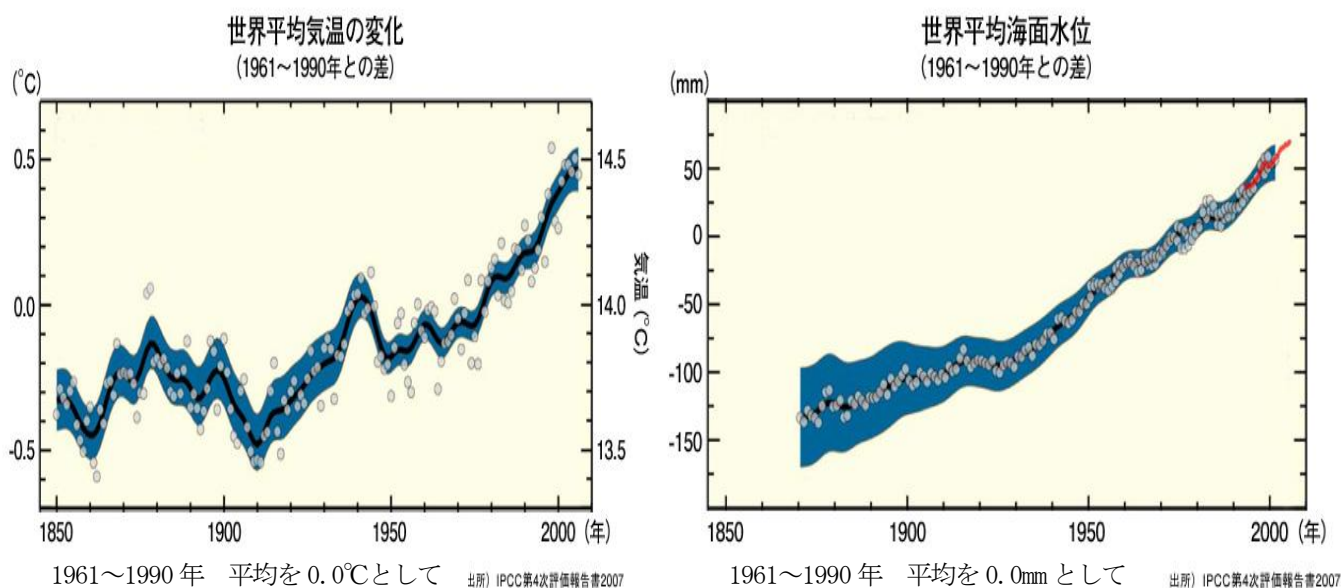 世界平均気温の変化
(1961～1990年との差)
(℃)
0.5
0.0
-0.5
14.5
14.0
13.5
気温(℃)
1850
1900
1950
2000 (年)
1961～1990 年　平均を 0.0℃として
出所）IPCC第4次評価報告書2007
世界平均海面水位
(1961～1990年との差)
(mm)
50
0
-50
-100
-150
1850
1900
1950
2000 (年)
1961～1990 年　平均を 0.0mm として
出所）IPCC第4次評価報告書2007